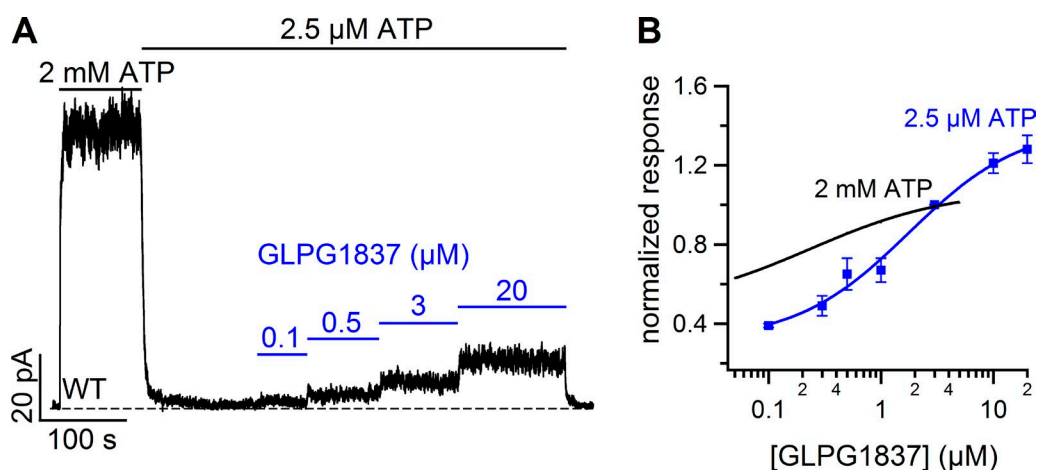 A
2.5 µM ATP
2 mM ATP
GLPG1837 (µM)
0.1
0.5
3
20
20 pA
WT
100 s
B
normalized response
1.6
1.2
0.8
0.4
2.5 µM ATP
2 mM ATP
0.1
2
4
1
2
4
10
2
[GLPG1837] (µM)